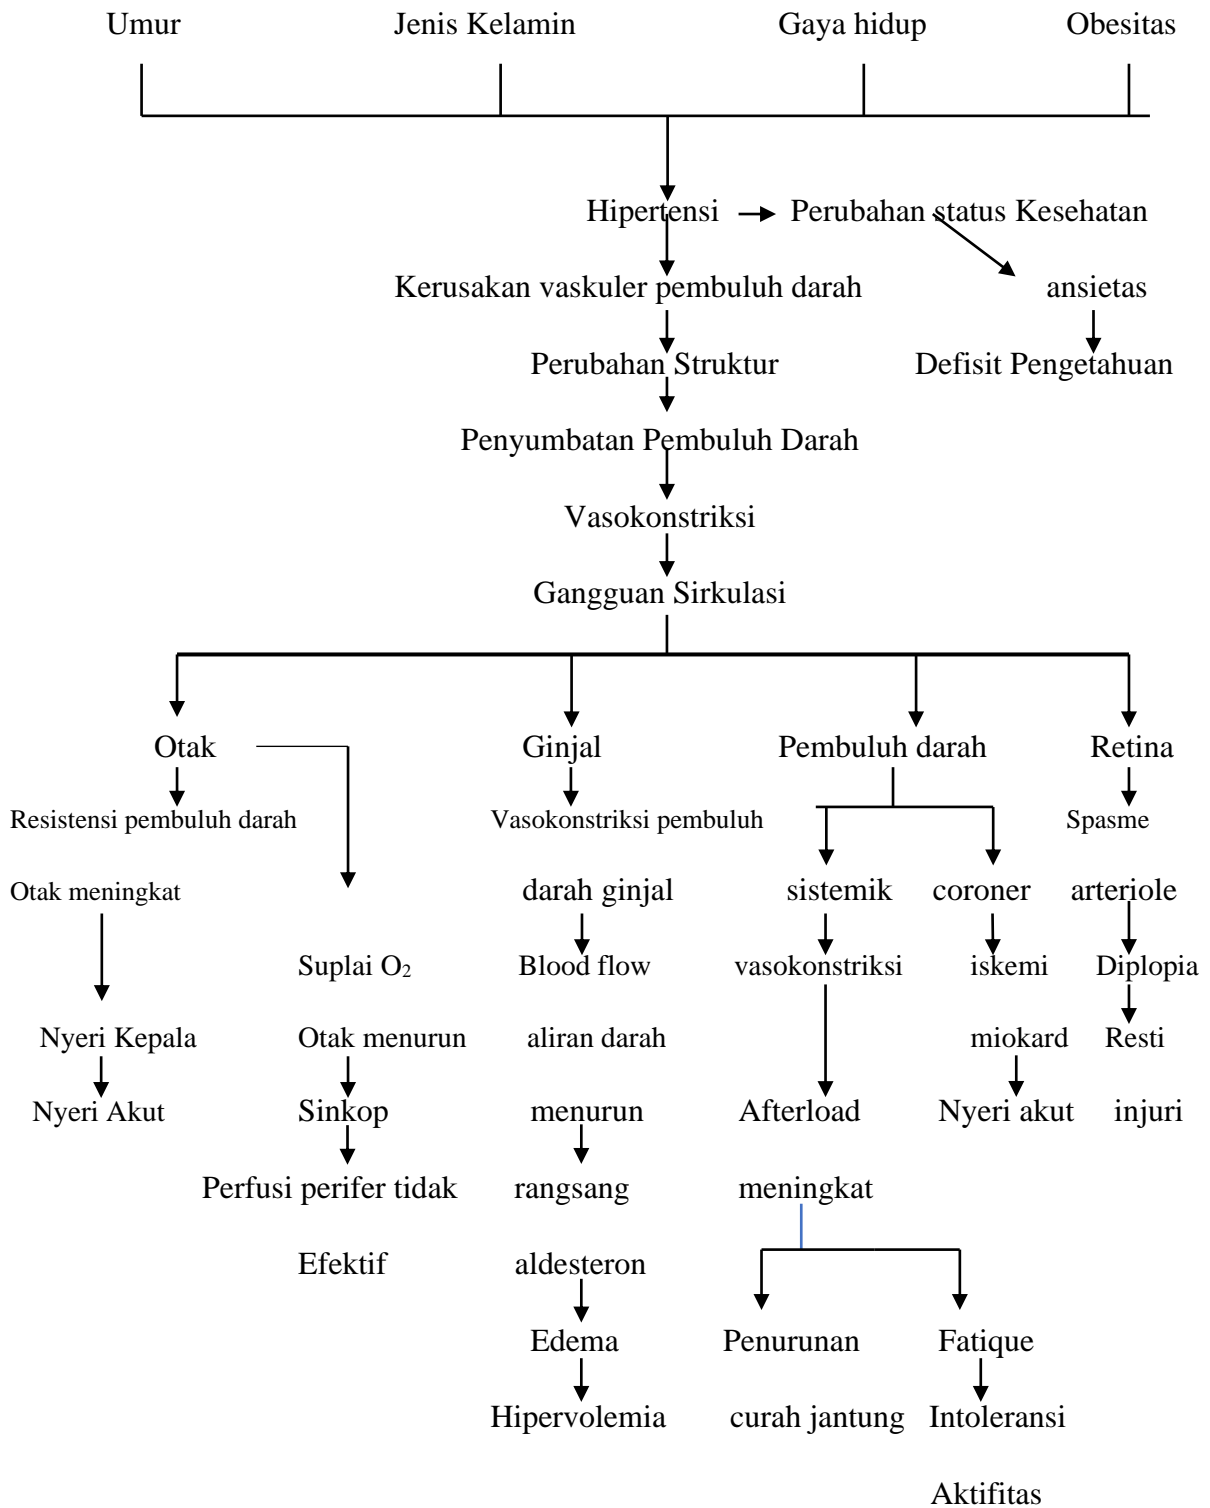 Umur Jenis Kelamin Gaya hidup Obesitas
Hipertensi Perubahan status Kesehatan
Kerusakan vaskuler pembuluh darah ansietas
Perubahan Struktur Defisit Pengetahuan
Penyumbatan Pembuluh Darah
Vasokonstriksi
Gangguan Sirkulasi
Otak Ginjal Pembuluh darah Retina
Resistensi pembuluh darah Vasokonstriksi pembuluh Spasme
Otak meningkat darah ginjal sistemik coroner arteriole
Suplai O₂ Blood flow vasokonstriksi iskemi Diplopia
Nyeri Kepala Otak menurun aliran darah miokard Resti
Nyeri Akut Sinkop menurun Afterload Nyeri akut injuri
Perfusi perifer tidak rangsang meningkat
Efektif aldesteron
Edema Penurunan Fatique
Hipervolemia curah jantung Intoleransi
Aktifitas